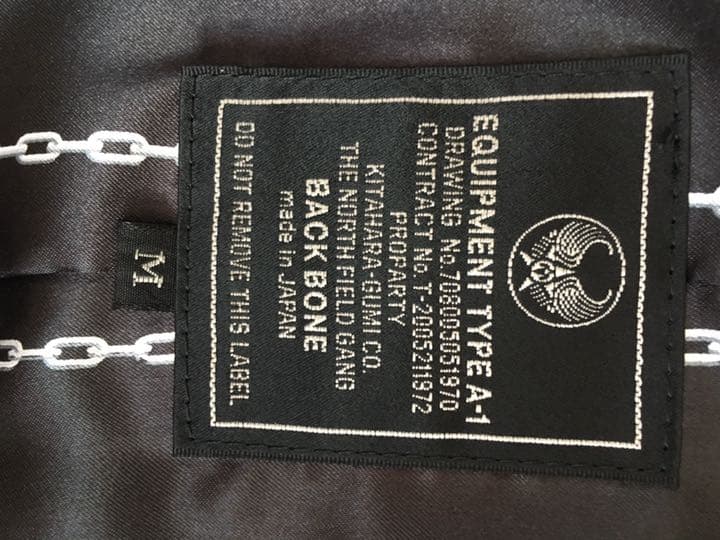 EQUIPMENT TYPE A-1
DRAWING No.708005051970
CONTRACT No.T-2005211972
PROPARTY
KITAHARA GUMI CO.
THE NORTH FIELD GANG
BACK BONE
made in JAPAN
DO NOT REMOVE THIS LABEL
M